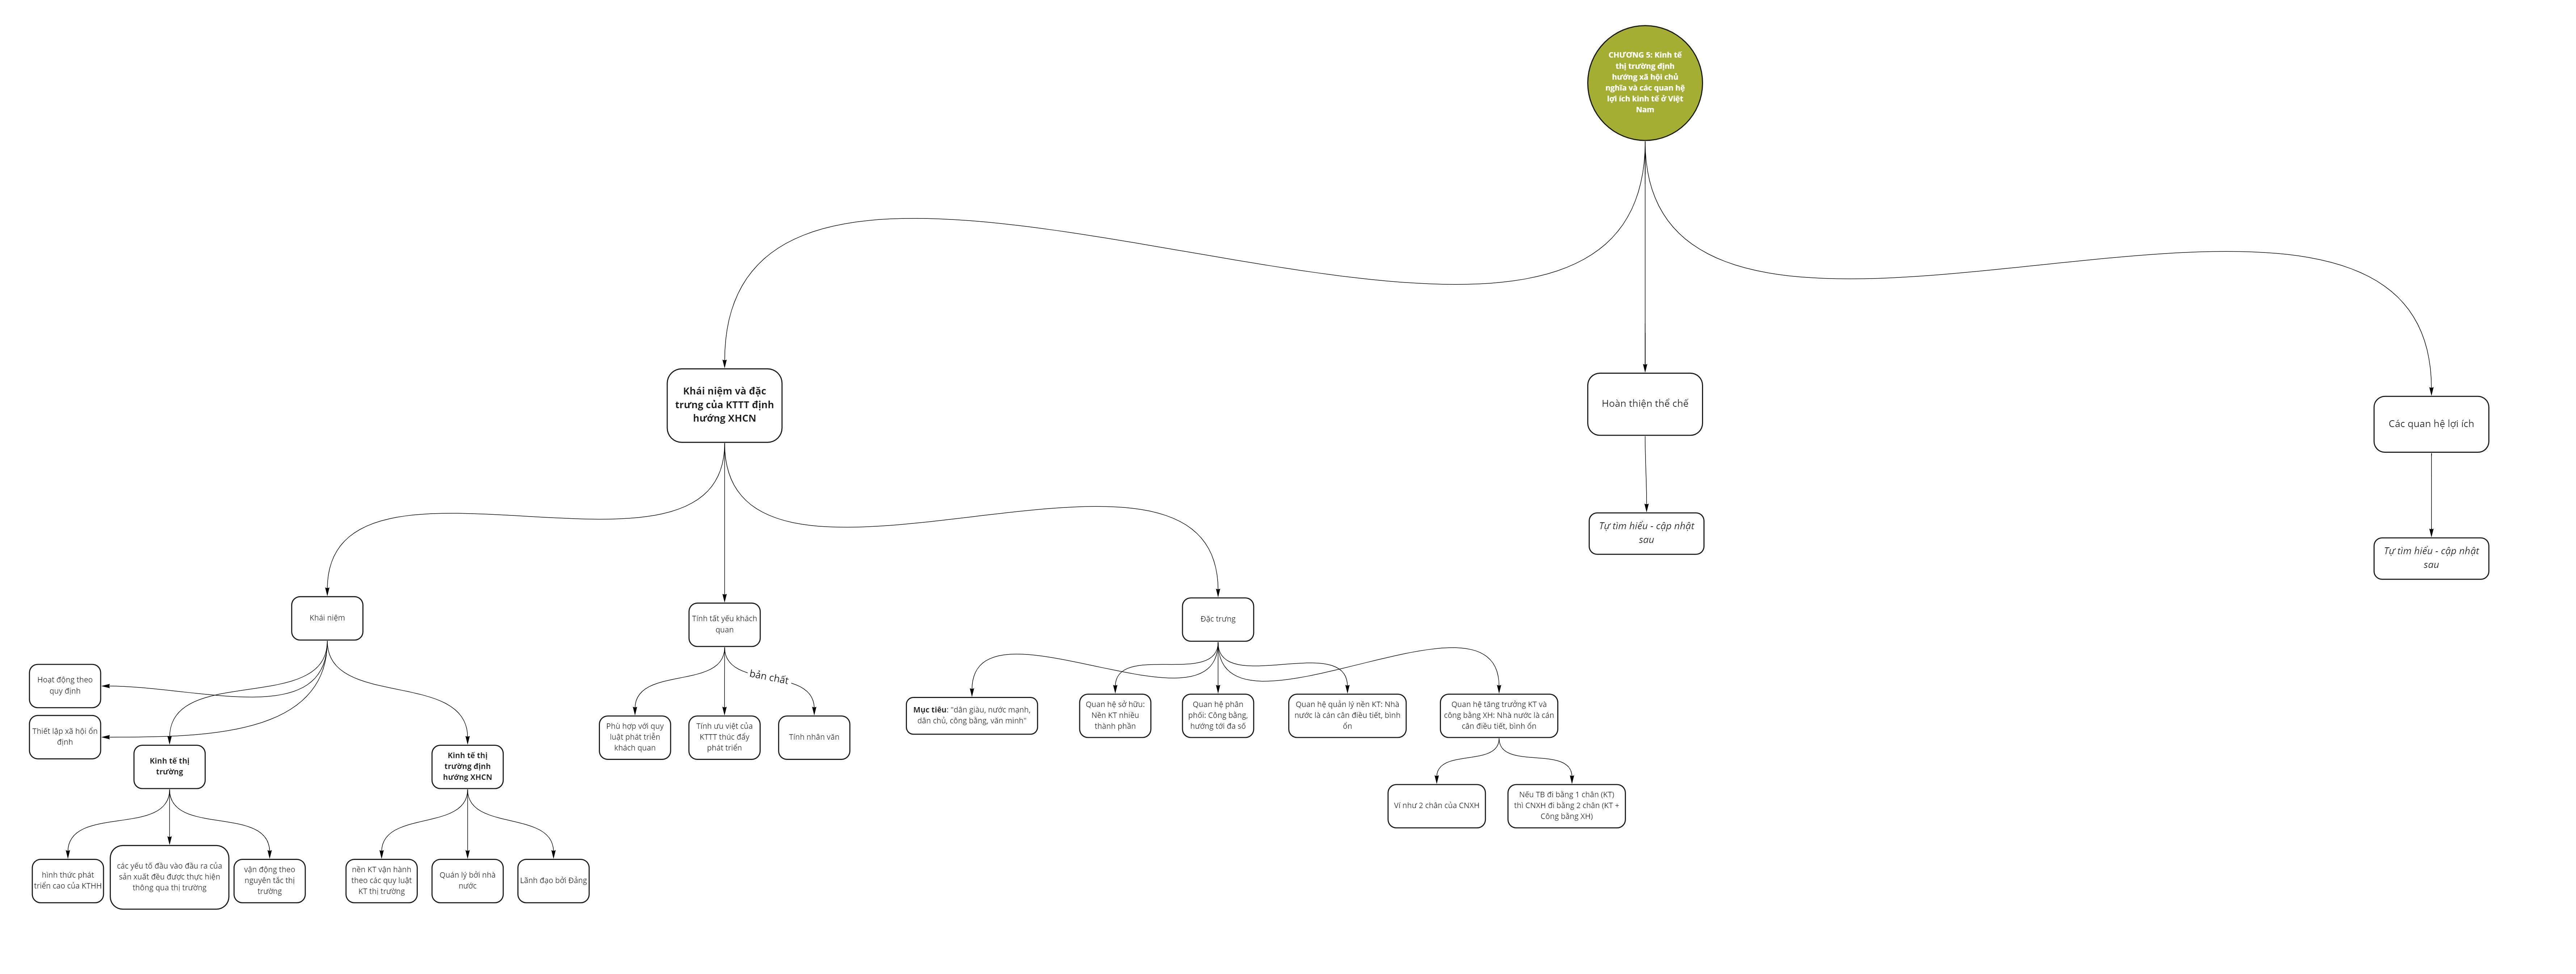 CHƯƠNG 5: Kinh tế
thị trường định
hướng xã hội chủ
nghĩa và các quan hệ
lợi ích kinh tế ở Việt
Nam
Khái niệm và đặc
trưng của KTTT định
hướng XHCN
Hoàn thiện thể chế
Các quan hệ lợi ích
Tự tìm hiểu - cập nhật
sau
Tự tìm hiểu - cập nhật
sau
Khái niệm
Tính tất yếu khách
quan
Đặc trưng
Hoạt động theo
quy định
Thiết lập xã hội ổn
định
Kinh tế thị
trường
Kinh tế thị
trường định
hướng XHCN
bản chất
Phù hợp với quy
luật phát triển
khách quan
Tính ưu việt của
KTTT thúc đẩy
phát triển
Tính nhân văn
Mục tiêu: "dân giàu, nước mạnh,
dân chủ, công bằng, văn minh"
Quan hệ sở hữu:
Nền KT nhiều
thành phần
Quan hệ phân
phối: Công bằng,
hướng tới đa số
Quan hệ quản lý nền KT: Nhà
nước là cán cân điều tiết, bình
ổn
Quan hệ tăng trưởng KT và
công bằng XH: Nhà nước là cán
cân điều tiết, bình ổn
Ví như 2 chân của CNXH
Nếu TB đi bằng 1 chân (KT)
thì CNXH đi bằng 2 chân (KT +
Công bằng XH)
hình thức phát
triển cao của KTHH
các yếu tố đầu vào đầu ra của
sản xuất đều được thực hiện
thông qua thị trường
vận động theo
nguyên tắc thị
trường
nền KT vận hành
theo các quy luật
KT thị trường
Quản lý bởi nhà
nước
Lãnh đạo bởi Đảng